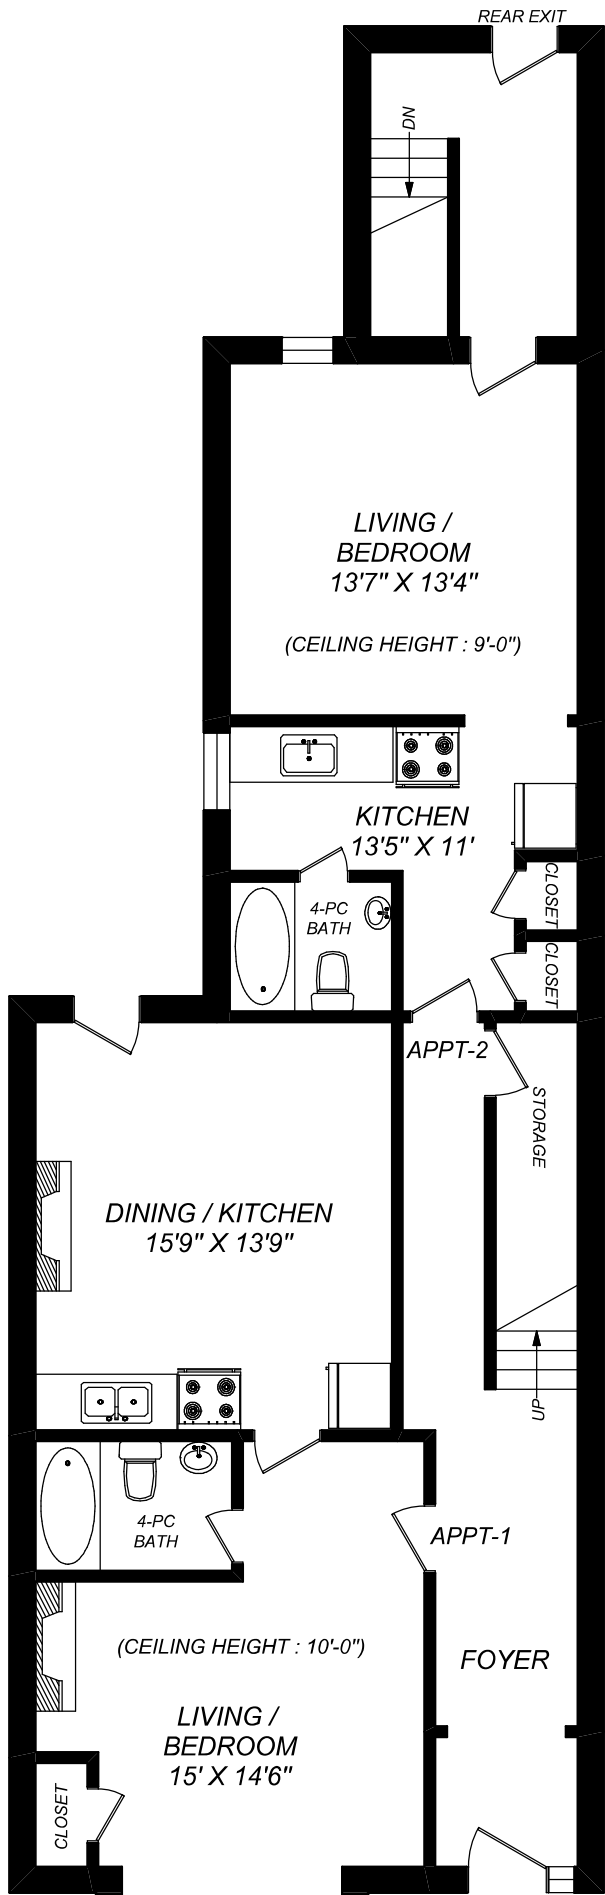 REAR EXIT
DN
LIVING /
BEDROOM
13'7" X 13'4"
(CEILING HEIGHT : 9'-0")
KITCHEN
13'5" X 11'
CLOSET
4-PC
BATH
CLOSET
APPT-2
STORAGE
DINING / KITCHEN
15'9" X 13'9"
UP
4-PC
BATH
APPT-1
(CEILING HEIGHT : 10'-0")
FOYER
LIVING /
BEDROOM
15' X 14'6"
CLOSET